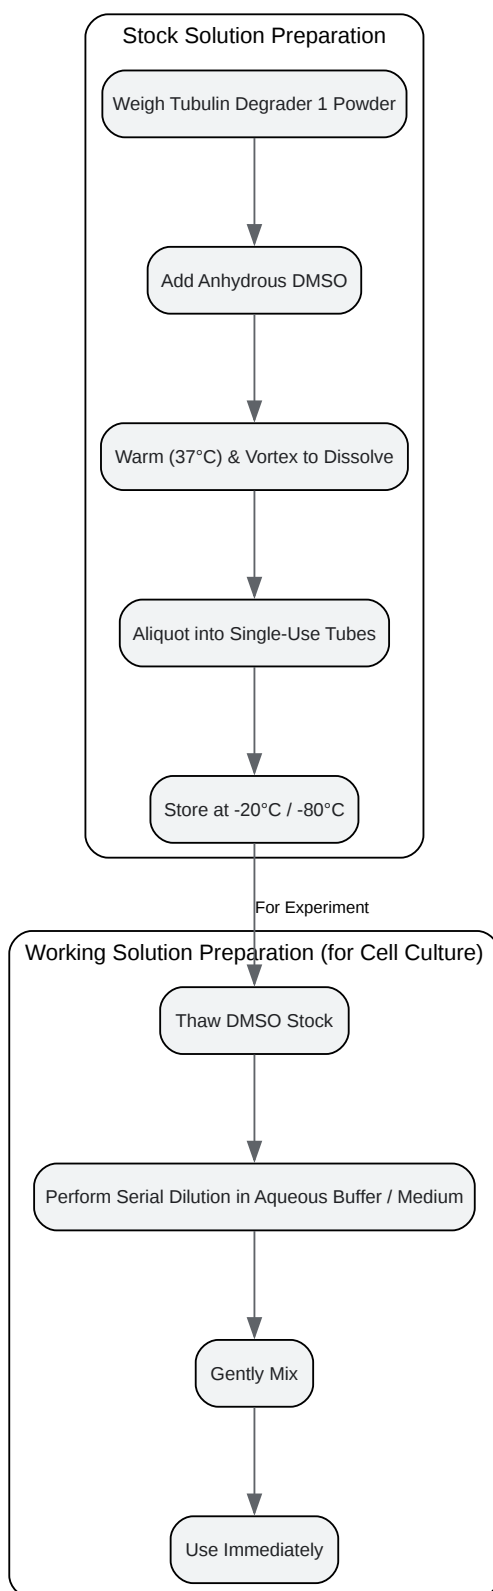 Stock Solution Preparation
Weigh Tubulin Degrader 1 Powder
Add Anhydrous DMSO
Warm (37°C) & Vortex to Dissolve
Aliquot into Single-Use Tubes
Store at -20°C / -80°C
For Experiment
Working Solution Preparation (for Cell Culture)
Thaw DMSO Stock
Perform Serial Dilution in Aqueous Buffer / Medium
Gently Mix
Use Immediately